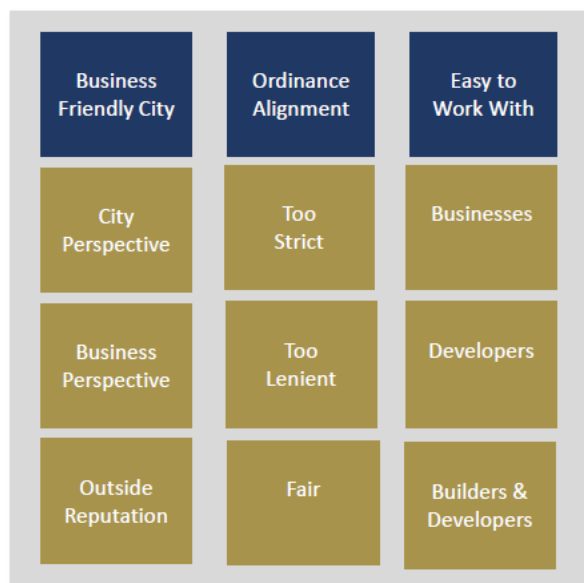 Business
Friendly City
Ordinance
Alignment
Easy to
Work With
City
Perspective
Too
Strict
Businesses
Business
Perspective
Too
Lenient
Developers
Outside
Reputation
Fair
Builders &
Developers